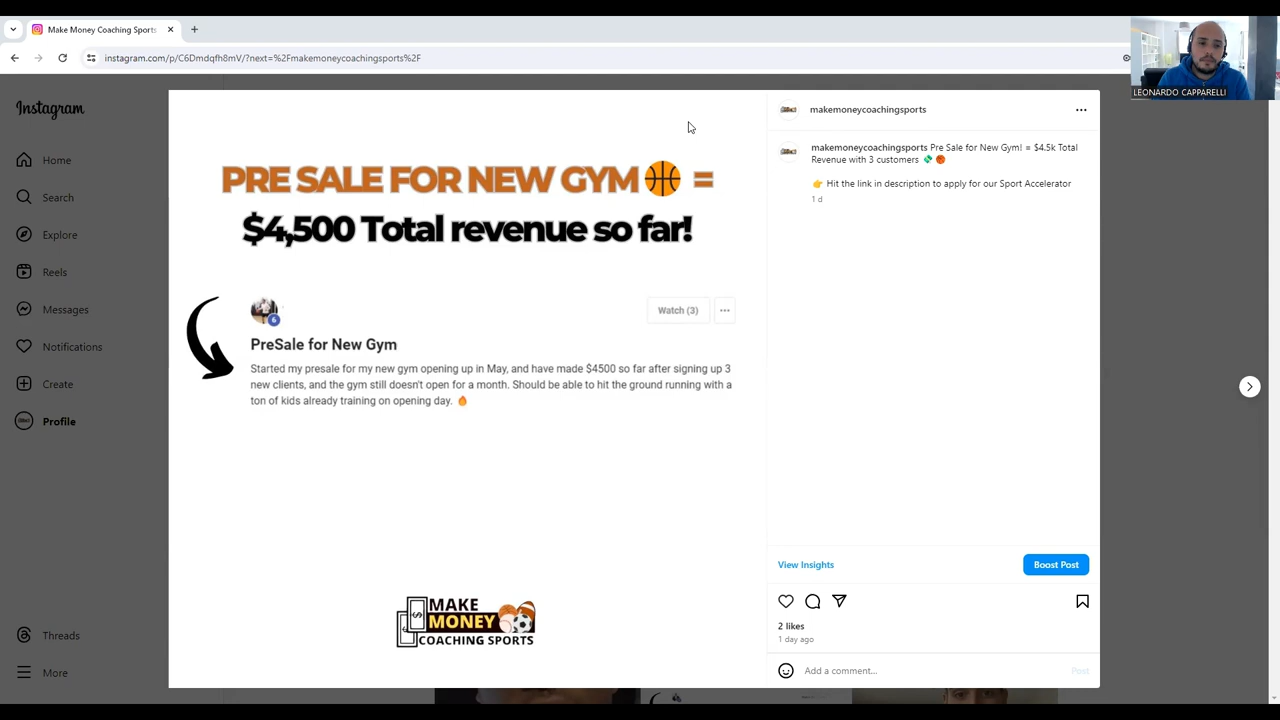 Make Money Coaching Sports
instagram.com/p/C6Dmdqfh8mV/?next=%2Fmakemoneycoachingsports%2F
LEONARDO CAPPARELLI
Instagram
Home
Search
Explore
Reels
Messages
Notifications
Create
Profile
Threads
More
PRE SALE FOR NEW GYM🏀 =
$4,500 Total revenue so far!
6
Watch (3)
PreSale for New Gym
Started my presale for my new gym opening up in May, and have made $4500 so far after signing up 3
new clients, and the gym still doesn't open for a month. Should be able to hit the ground running with a
ton of kids already training on opening day. 🔥
MAKE
MONEY
COACHING SPORTS
makemoneycoachingsports
makemoneycoachingsports Pre Sale for New Gym! = $4.5k Total
Revenue with 3 customers 💸 🏀
👉 Hit the link in description to apply for our Sport Accelerator
1 d
View Insights
Boost Post
2 likes
1 day ago
Add a comment...
Post